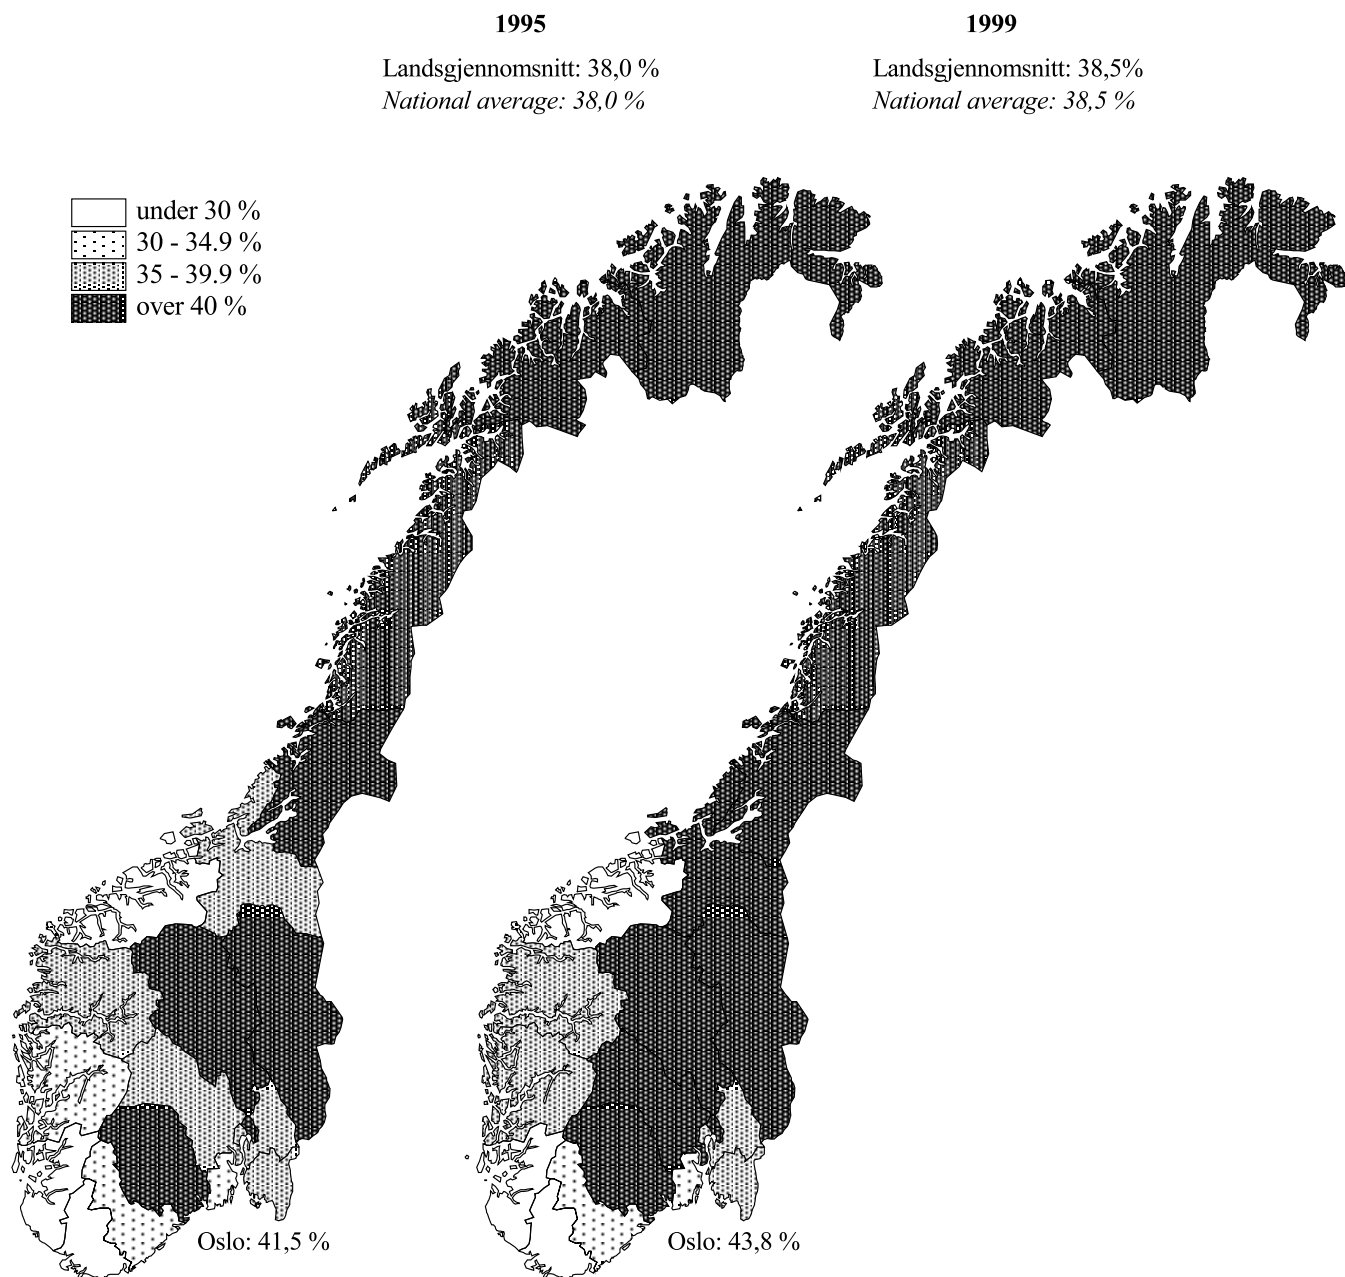 1995
Landsgjennomsnitt: 38,0 %
National average: 38,0 %
1999
Landsgjennomsnitt: 38,5%
National average: 38,5 %
under 30 %
30 - 34.9 %
35 - 39.9 %
over 40 %
Oslo: 41,5 %
Oslo: 43,8 %